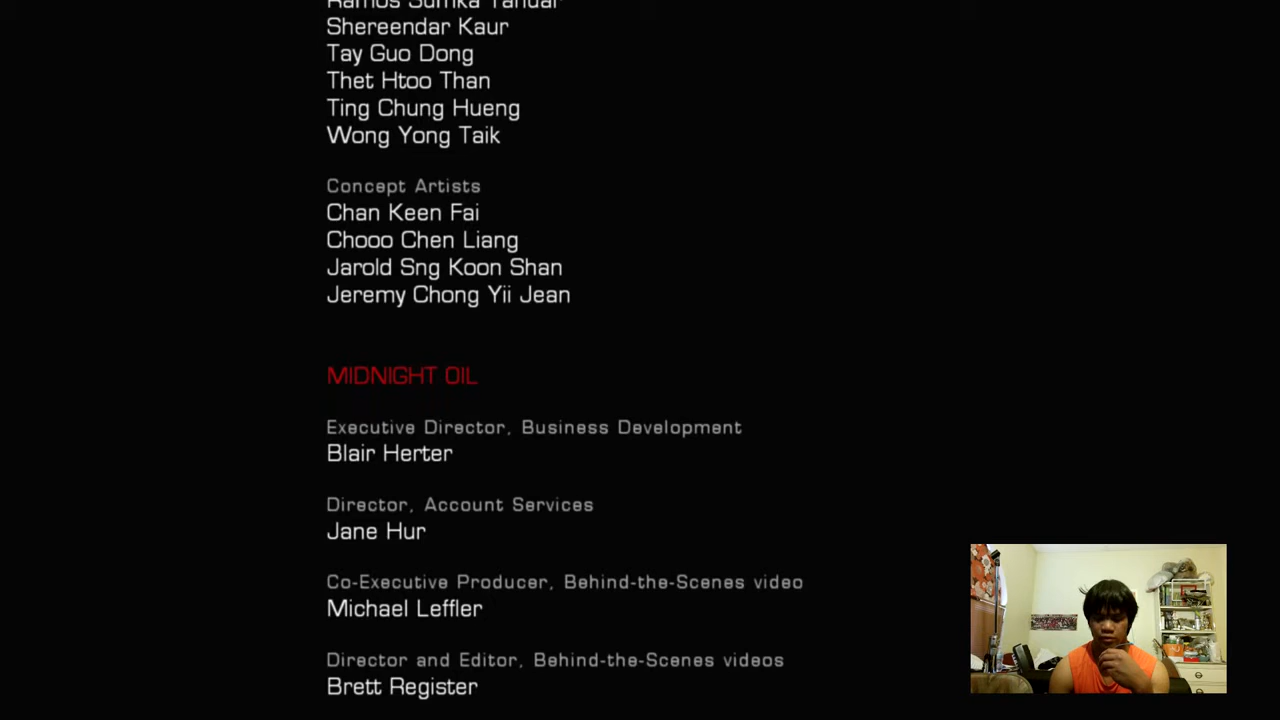 Shereendar Kaur
Tay Guo Dong
Thet Htoo Than
Ting Chung Hueng
Wong Yong Taik
Concept Artists
Chan Keen Fai
Chooo Chen Liang
Jarold Sng Koon Shan
Jeremy Chong Yii Jean
MIDNIGHT OIL
Executive Director, Business Development
Blair Herter
Director, Account Services
Jane Hur
Co-Executive Producer, Behind-the-Scenes video
Michael Leffler
Director and Editor, Behind-the-Scenes videos
Brett Register